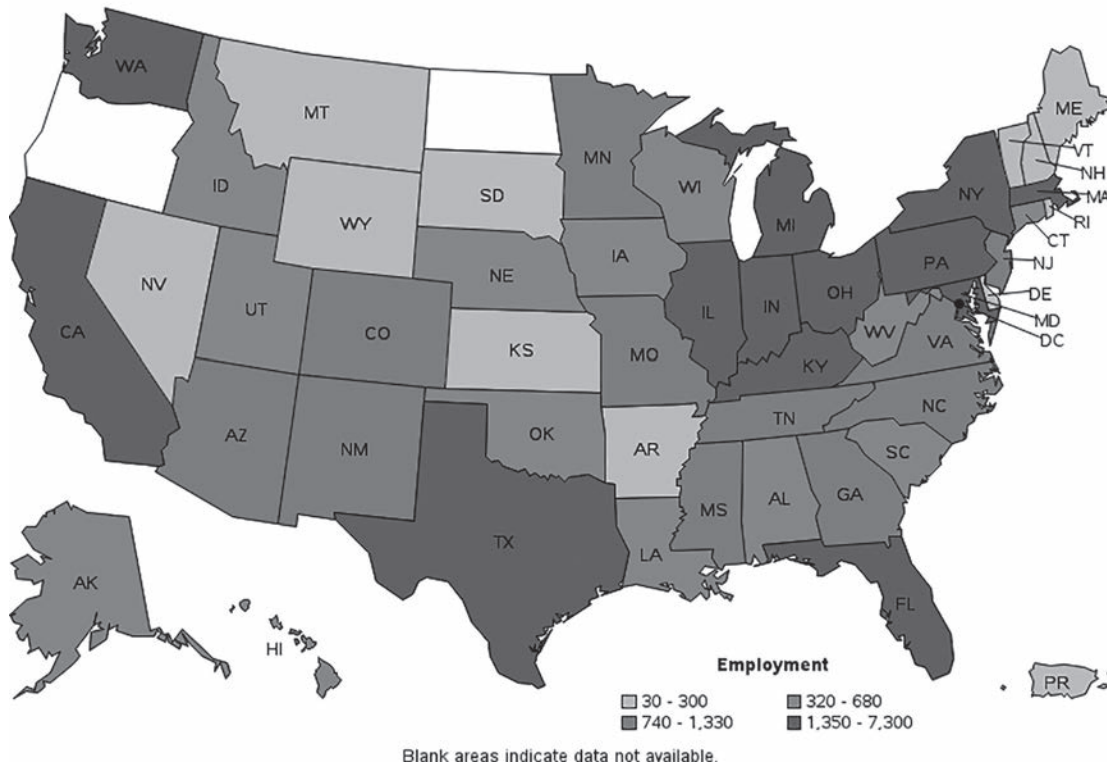 WA
MT
ME
MN
VT
ID
WI
NH
SD
NY
MA
WY
MI
RI
CT
IA
PA
NE
NJ
NV
OH
DE
IL
IN
UT
MD
CA
CO
WV
VA
DC
KS
MO
KY
NC
TN
AZ
OK
NM
AR
SC
MS
AL
GA
TX
LA
AK
FL
HI
PR
Employment
30 - 300
320 - 680
740 - 1,330
1,350 - 7,300
Blank areas indicate data not available.